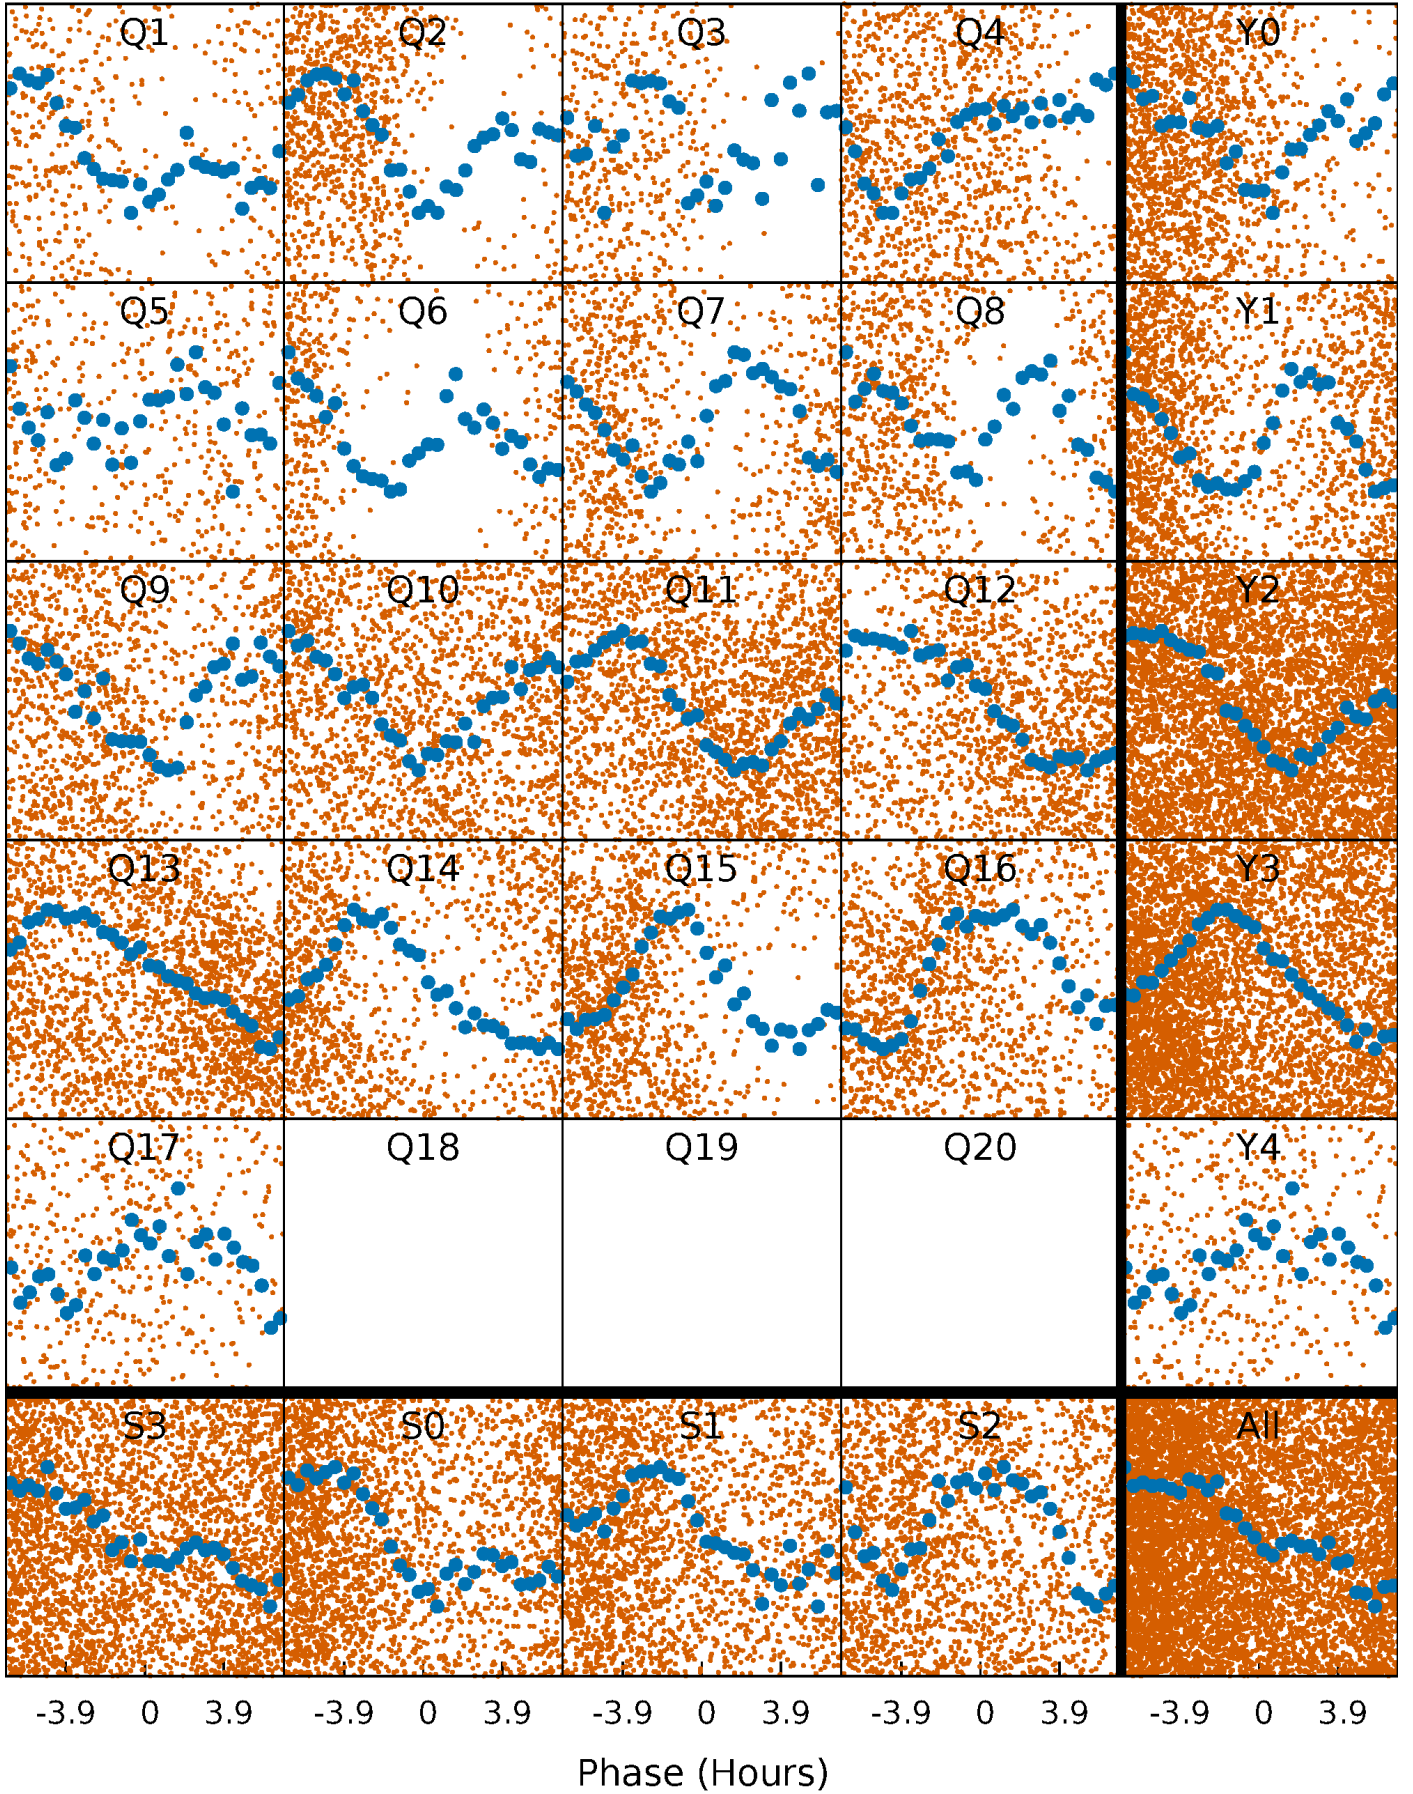 Q1 Q2 Q3 Q4 Y0
Q5 Q6 Q7 Q8 Y1
Q9 Q10 Q11 Q12 Y2
Q13 Q14 Q15 Q16 Y3
Q17 Q18 Q19 Q20 Y4
S3 S0 S1 S2 All
-3.9 0 3.9 -3.9 0 3.9 -3.9 0 3.9 -3.9 0 3.9 -3.9 0 3.9
Phase (Hours)